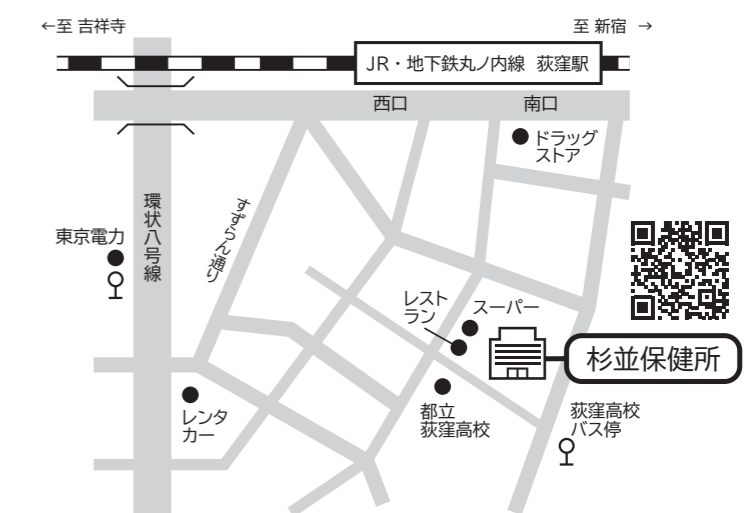 ←至 吉祥寺
至 新宿 →
JR・地下鉄丸ノ内線 荻窪駅
西口
南口
ドラッグ
ストア
環状八号線
すずらん通り
東京電力
レスト
ラン
スーパー
杉並保健所
レンタ
カー
都立
荻窪高校
荻窪高校
バス停